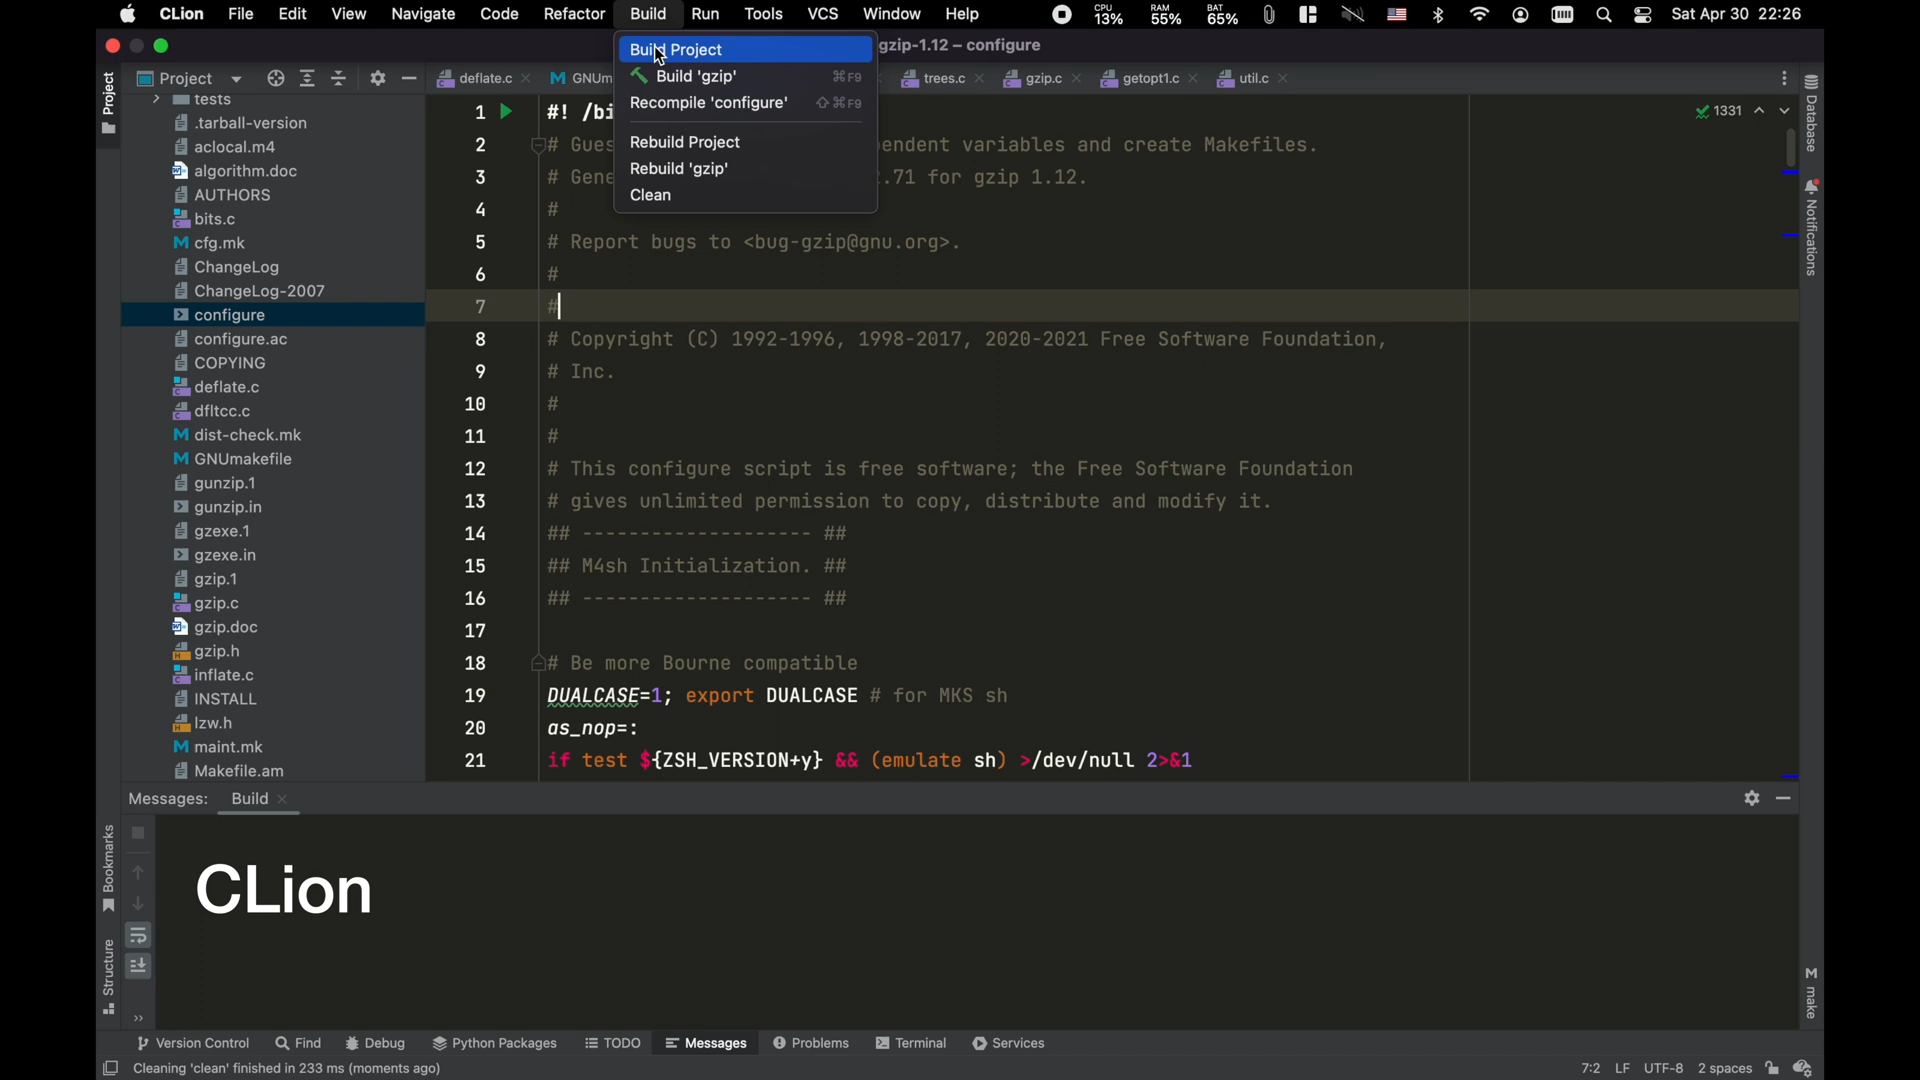 CLion File Edit View Navigate Code Refactor Build Run Tools VCS Window Help CPU 13% RAM 55% BAT 65% Sat Apr 30 22:26
gzip-1.12 – configure
Build Project
Build 'gzip' ⌘F9
Recompile 'configure' ⇧⌘F9
Rebuild Project
Rebuild 'gzip'
Clean
Project
deflate.c GNUm trees.c gzip.c getopt1.c util.c
Project
tests
.tarball-version
aclocal.m4
algorithm.doc
AUTHORS
bits.c
cfg.mk
ChangeLog
ChangeLog-2007
configure
configure.ac
COPYING
deflate.c
dfltcc.c
dist-check.mk
GNUmakefile
gunzip.1
gunzip.in
gzexe.1
gzexe.in
gzip.1
gzip.c
gzip.doc
gzip.h
inflate.c
INSTALL
lzw.h
maint.mk
Makefile.am
1 #! /bi
2 # Gues endent variables and create Makefiles.
3 # Gene .71 for gzip 1.12.
4 #
5 # Report bugs to <bug-gzip@gnu.org>.
6 #
7 #
8 # Copyright (C) 1992-1996, 1998-2017, 2020-2021 Free Software Foundation,
9 # Inc.
10 #
11 #
12 # This configure script is free software; the Free Software Foundation
13 # gives unlimited permission to copy, distribute and modify it.
14 ## -------------------- ##
15 ## M4sh Initialization. ##
16 ## -------------------- ##
17
18 # Be more Bourne compatible
19 DUALCASE=1; export DUALCASE # for MKS sh
20 as_nop=:
21 if test ${ZSH_VERSION+y} && (emulate sh) >/dev/null 2>&1
1331
Database
Notifications
make
Messages: Build
Bookmarks
Structure
CLion
Version Control Find Debug Python Packages TODO Messages Problems Terminal Services
Cleaning 'clean' finished in 233 ms (moments ago) 7:2 LF UTF-8 2 spaces